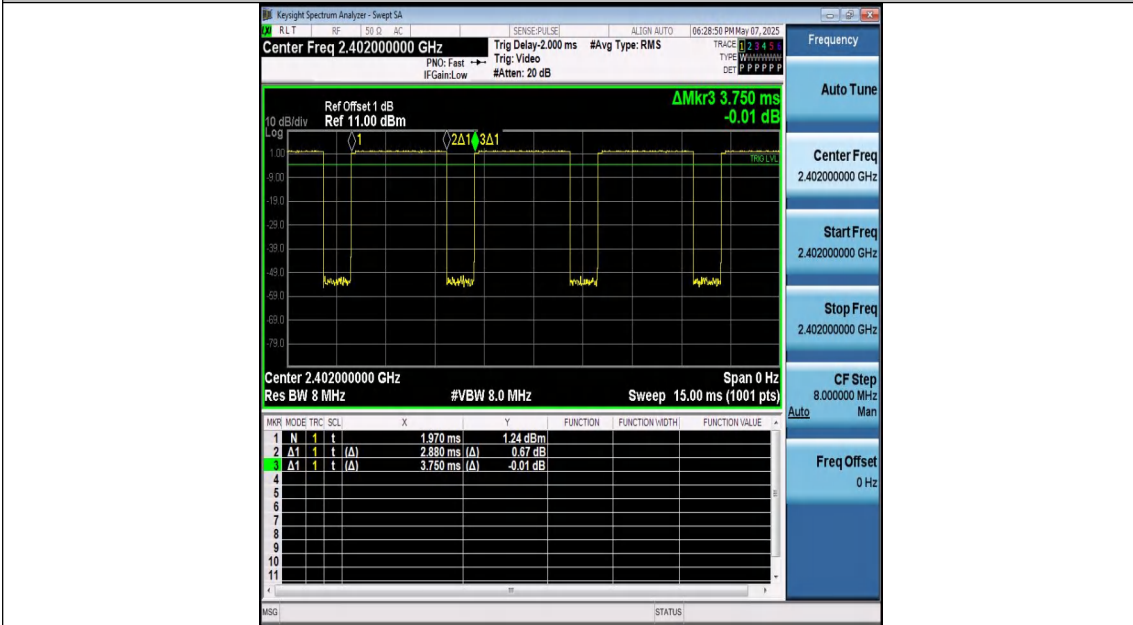 Keysight Spectrum Analyzer - Swept SA
RLT RF 50 Ω AC SENSE:PULSE ALIGN AUTO 06:28:50 PM May 07, 2025
Center Freq 2.402000000 GHz Trig Delay-2.000 ms #Avg Type: RMS TRACE 1 2 3 4 5 6
PNO: Fast Trig: Video TYPE
IFGain:Low #Atten: 20 dB DET P P P P P P
Frequency
Auto Tune
Center Freq
2.402000000 GHz
Start Freq
2.402000000 GHz
Stop Freq
2.402000000 GHz
CF Step
8.000000 MHz
Auto Man
Freq Offset
0 Hz
ΔMkr3 3.750 ms
-0.01 dB
Ref Offset 1 dB
10 dB/div Ref 11.00 dBm
Log
1 2Δ1 3Δ1
1.00
TRIG LVL
-9.00
-19.0
-29.0
-39.0
-49.0
-59.0
-69.0
-79.0
Center 2.402000000 GHz Span 0 Hz
Res BW 8 MHz #VBW 8.0 MHz Sweep 15.00 ms (1001 pts)
MKR MODE TRC SCL X Y FUNCTION FUNCTION WIDTH FUNCTION VALUE
1 N 1 t 1.970 ms 1.24 dBm
2 Δ1 1 t (Δ) 2.880 ms (Δ) 0.67 dB
3 Δ1 1 t (Δ) 3.750 ms (Δ) -0.01 dB
4
5
6
7
8
9
10
11
MSG STATUS